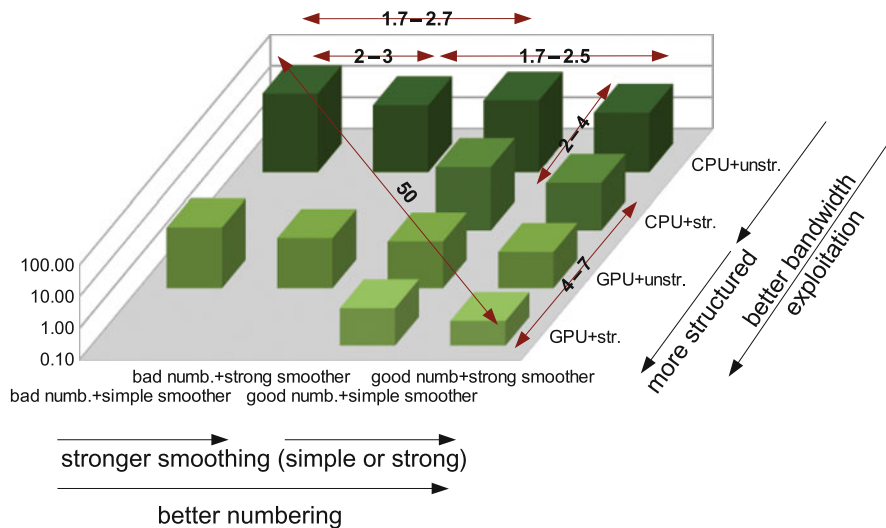 1.7–2.7
2–3
1.7–2.5
2–4
50
4–7
CPU+unstr.
CPU+str.
GPU+unstr.
GPU+str.
better bandwidth
exploitation
more structured
100.00
10.00
1.00
0.10
bad numb.+strong smoother
good numb+strong smoother
bad numb.+simple smoother
good numb.+simple smoother
stronger smoothing (simple or strong)
better numbering